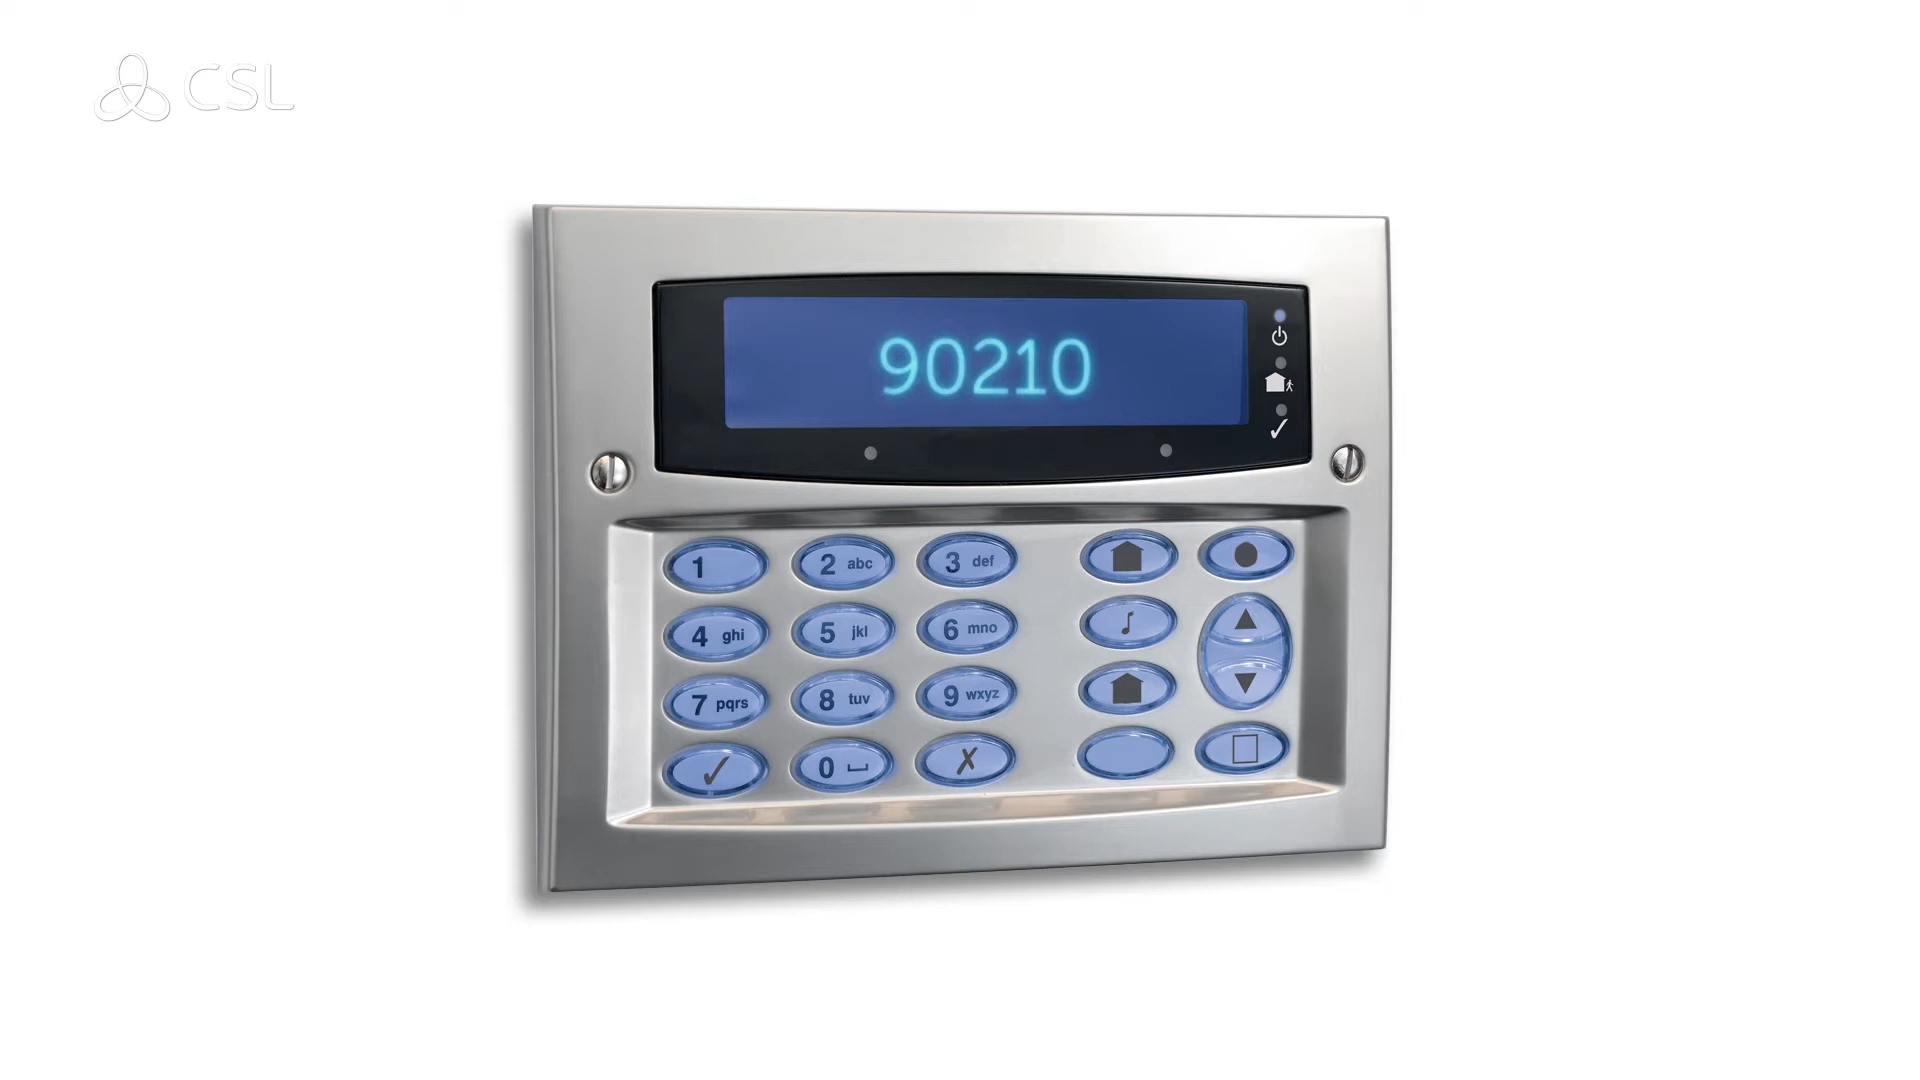 CSL
90210
1 2 abc 3 def
4 ghi 5 jkl 6 mno
7 pqrs 8 tuv 9 wxyz
0